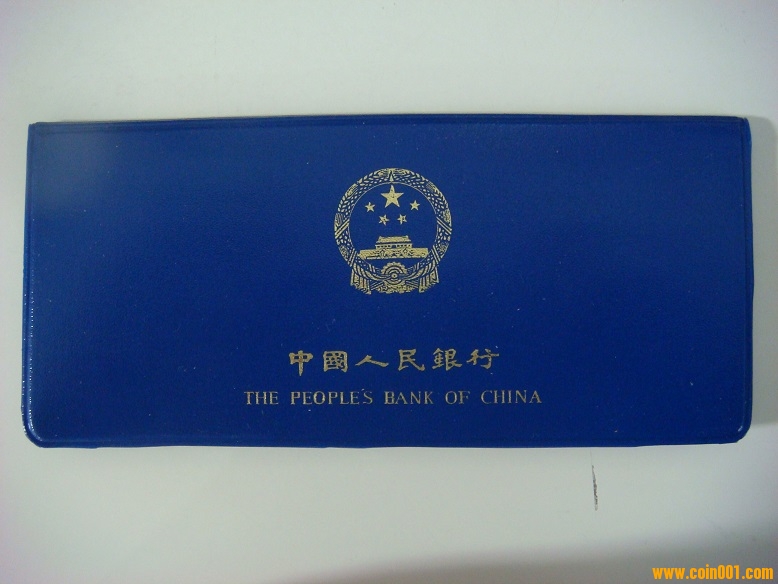 中國人民銀行
THE PEOPLE'S BANK OF CHINA
www.coin001.com